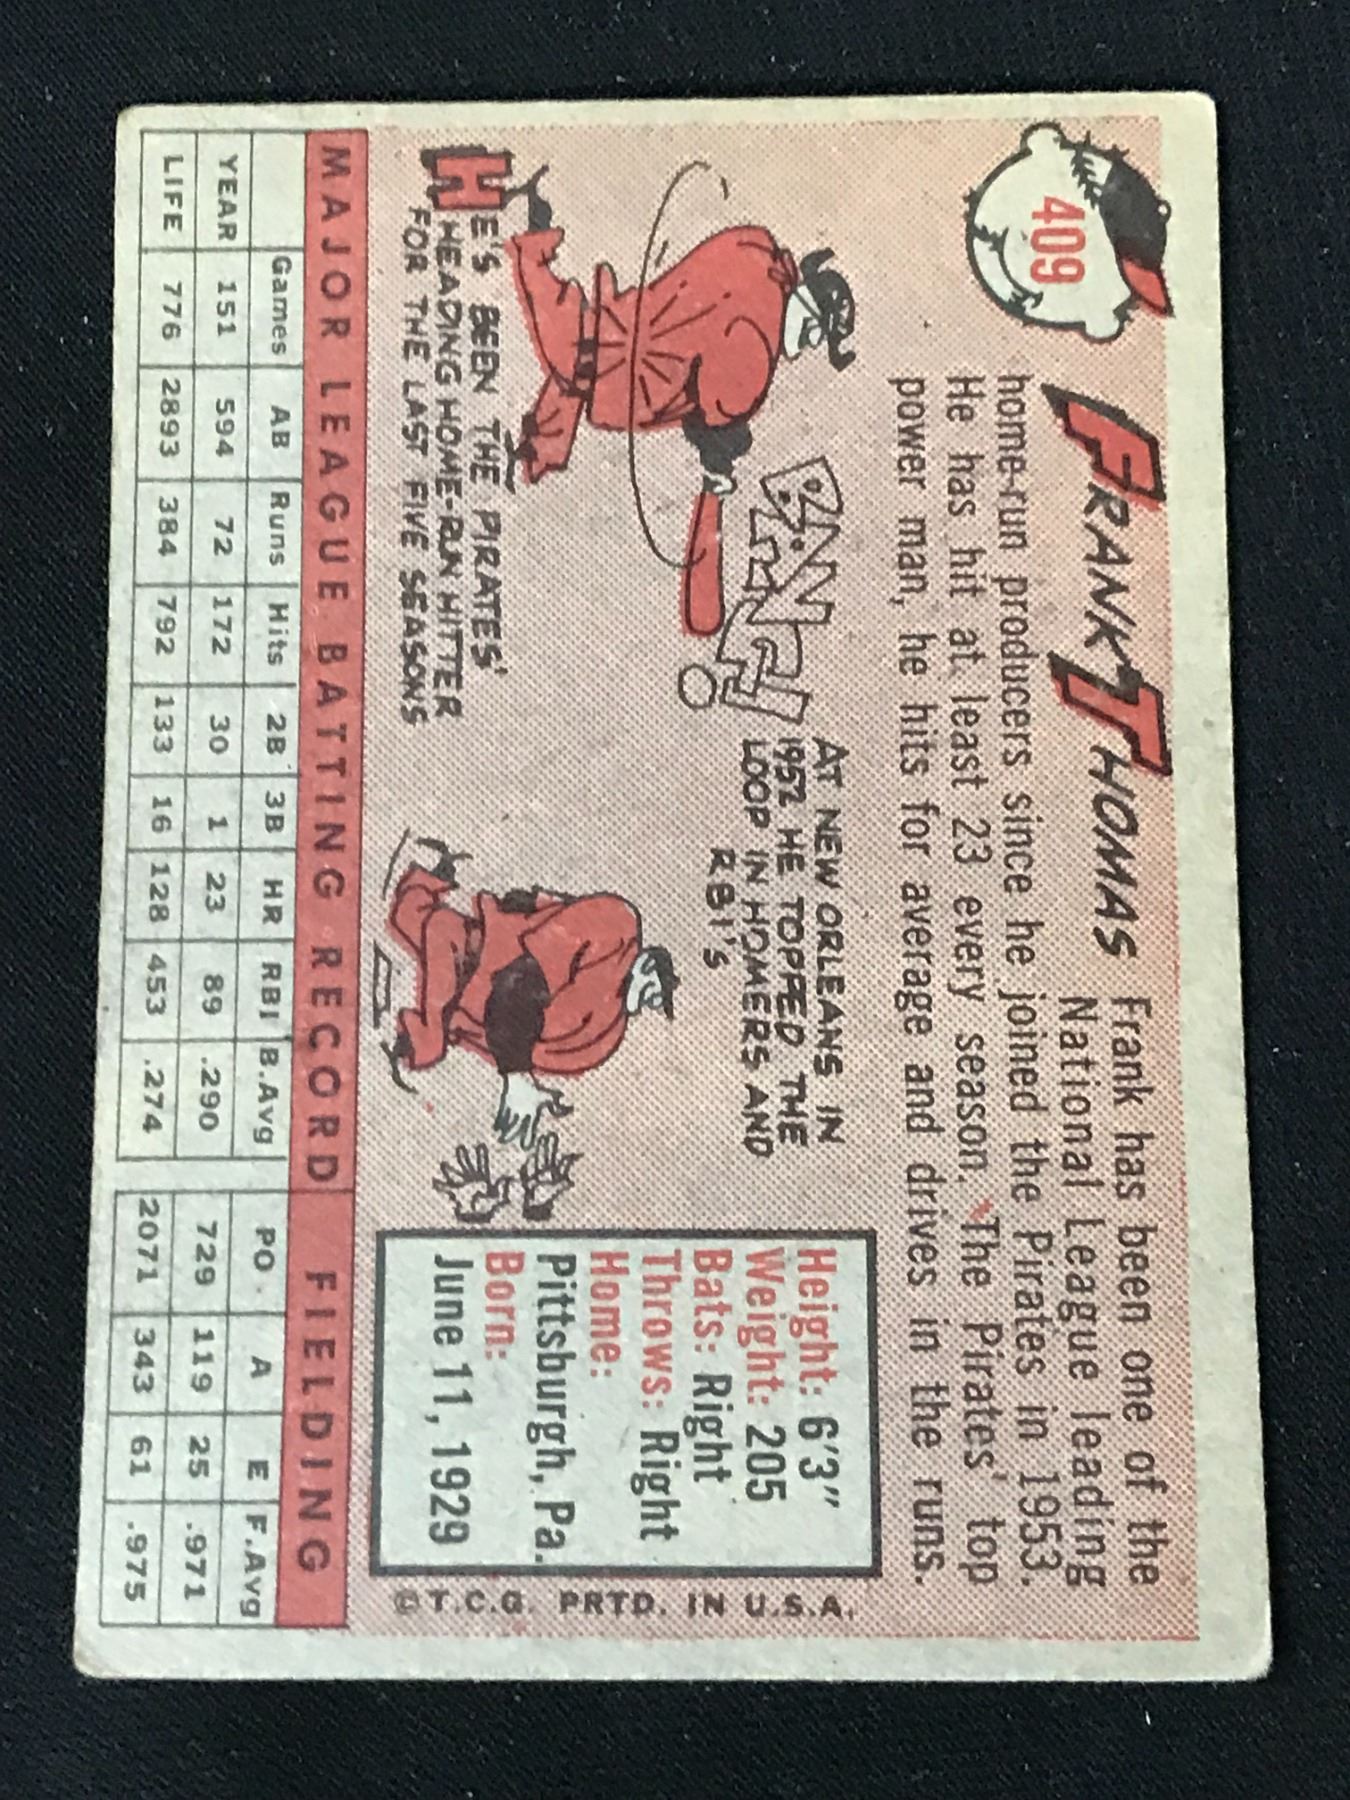 409
FRANK THOMAS
Frank has been one of the
National League leading
home-run producers since he joined the Pirates in 1953.
He has hit at least 23 every season. The Pirates' top
power man, he hits for average and drives in the runs.
AT NEW ORLEANS IN
1952 HE TOPPED THE
LOOP IN HOMERS AND
RBI'S
HE'S BEEN THE PIRATES'
HEADING HOME-RUN HITTER
FOR THE LAST FIVE SEASONS
Height: 6'3"
Weight: 205
Bats: Right
Throws: Right
Home:
Pittsburgh, Pa.
Born:
June 11, 1929
© T.C.G. PRTD. IN U.S.A.
MAJOR LEAGUE BATTING RECORD FIELDING
Games AB Runs Hits 2B 3B HR RBI B.Avg PO A E F.Avg
YEAR 151 594 72 172 30 1 23 89 .290 729 119 25 .971
LIFE 776 2893 384 792 133 16 128 453 .274 2071 343 61 .975